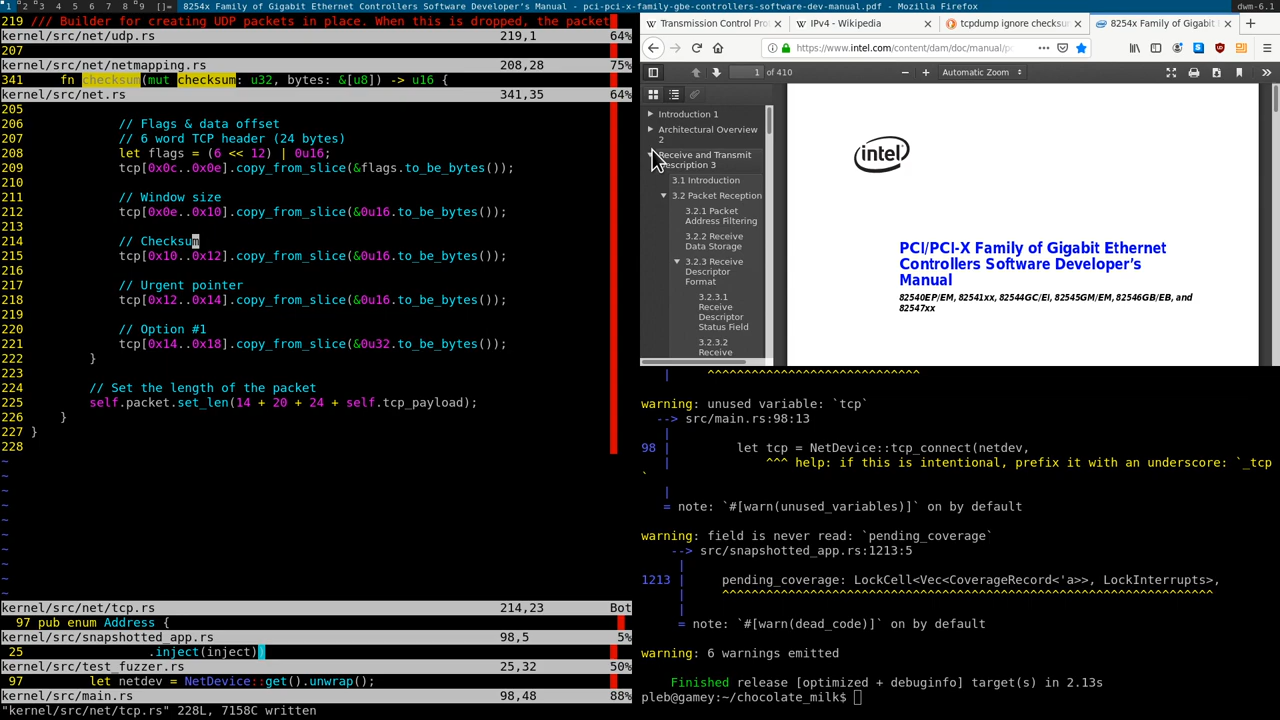 1 2 3 4 5 6 7 8 9 []= 8254x Family of Gigabit Ethernet Software Developer's Manual - pci-pci-x-family-gbe-controllers-software-dev-manual.pdf - Mozilla Firefox dwm-6.1
219 /// Builder for creating UDP packets in place. When this is dropped, the packet
kernel/src/net/udp.rs 219,1 64%
207
kernel/src/net/netmapping.rs 208,28 75%
341 fn checksum(mut checksum: u32, bytes: &[u8]) -> u16 {
kernel/src/net.rs 341,35 64%
205
206 // Flags & data offset
207 // 6 word TCP header (24 bytes)
208 let flags = (6 << 12) | 0u16;
209 tcp[0x0c..0x0e].copy_from_slice(&flags.to_be_bytes());
210
211 // Window size
212 tcp[0x0e..0x10].copy_from_slice(&0u16.to_be_bytes());
213
214 // Checksum
215 tcp[0x10..0x12].copy_from_slice(&0u16.to_be_bytes());
216
217 // Urgent pointer
218 tcp[0x12..0x14].copy_from_slice(&0u16.to_be_bytes());
219
220 // Option #1
221 tcp[0x14..0x18].copy_from_slice(&0u32.to_be_bytes());
222 }
223
224 // Set the length of the packet
225 self.packet.set_len(14 + 20 + 24 + self.tcp_payload);
226 }
227 }
228
~
~
~
~
~
~
~
~
~
~
kernel/src/net/tcp.rs 214,23 Bot
97 pub enum Address {
kernel/src/snapshotted_app.rs 98,5 5%
25 .inject(inject))
kernel/src/test_fuzzer.rs 25,32 50%
97 let netdev = NetDevice::get().unwrap();
kernel/src/main.rs 98,48 88%
"kernel/src/net/tcp.rs" 228L, 7158C written
Transmission Control Pro
IPv4 - Wikipedia
tcpdump ignore checksum
8254x Family of Gigabit
https://www.intel.com/content/dam/doc/manual/pc
1 of 410
Automatic Zoom
Introduction 1
Architectural Overview
2
Receive and Transmit
Description 3
3.1 Introduction
3.2 Packet Reception
3.2.1 Packet
Address Filtering
3.2.2 Receive
Data Storage
3.2.3 Receive
Descriptor
Format
3.2.3.1
Receive
Descriptor
Status Field
3.2.3.2
Receive
intel
PCI/PCI-X Family of Gigabit Ethernet
Controllers Software Developer's
Manual
82540EP/EM, 82541xx, 82544GC/EI, 82545GM/EM, 82546GB/EB, and
82547xx
| ^^^^^^^^^^^^^^^^^^^^^^^^^^^^^
warning: unused variable: `tcp`
--> src/main.rs:98:13
|
98 | let tcp = NetDevice::tcp_connect(netdev,
| ^^^ help: if this is intentional, prefix it with an underscore: `_tcp
`
|
= note: `#[warn(unused_variables)]` on by default
warning: field is never read: `pending_coverage`
--> src/snapshotted_app.rs:1213:5
|
1213 | pending_coverage: LockCell<Vec<CoverageRecord<'a>>, LockInterrupts>,
| ^^^^^^^^^^^^^^^^^^^^^^^^^^^^^^^^^^^^^^^^^^^^^^^^^^^^^^^^^^^^^^^^^^^
|
= note: `#[warn(dead_code)]` on by default
warning: 6 warnings emitted
Finished release [optimized + debuginfo] target(s) in 2.13s
pleb@gamey:~/chocolate_milk$